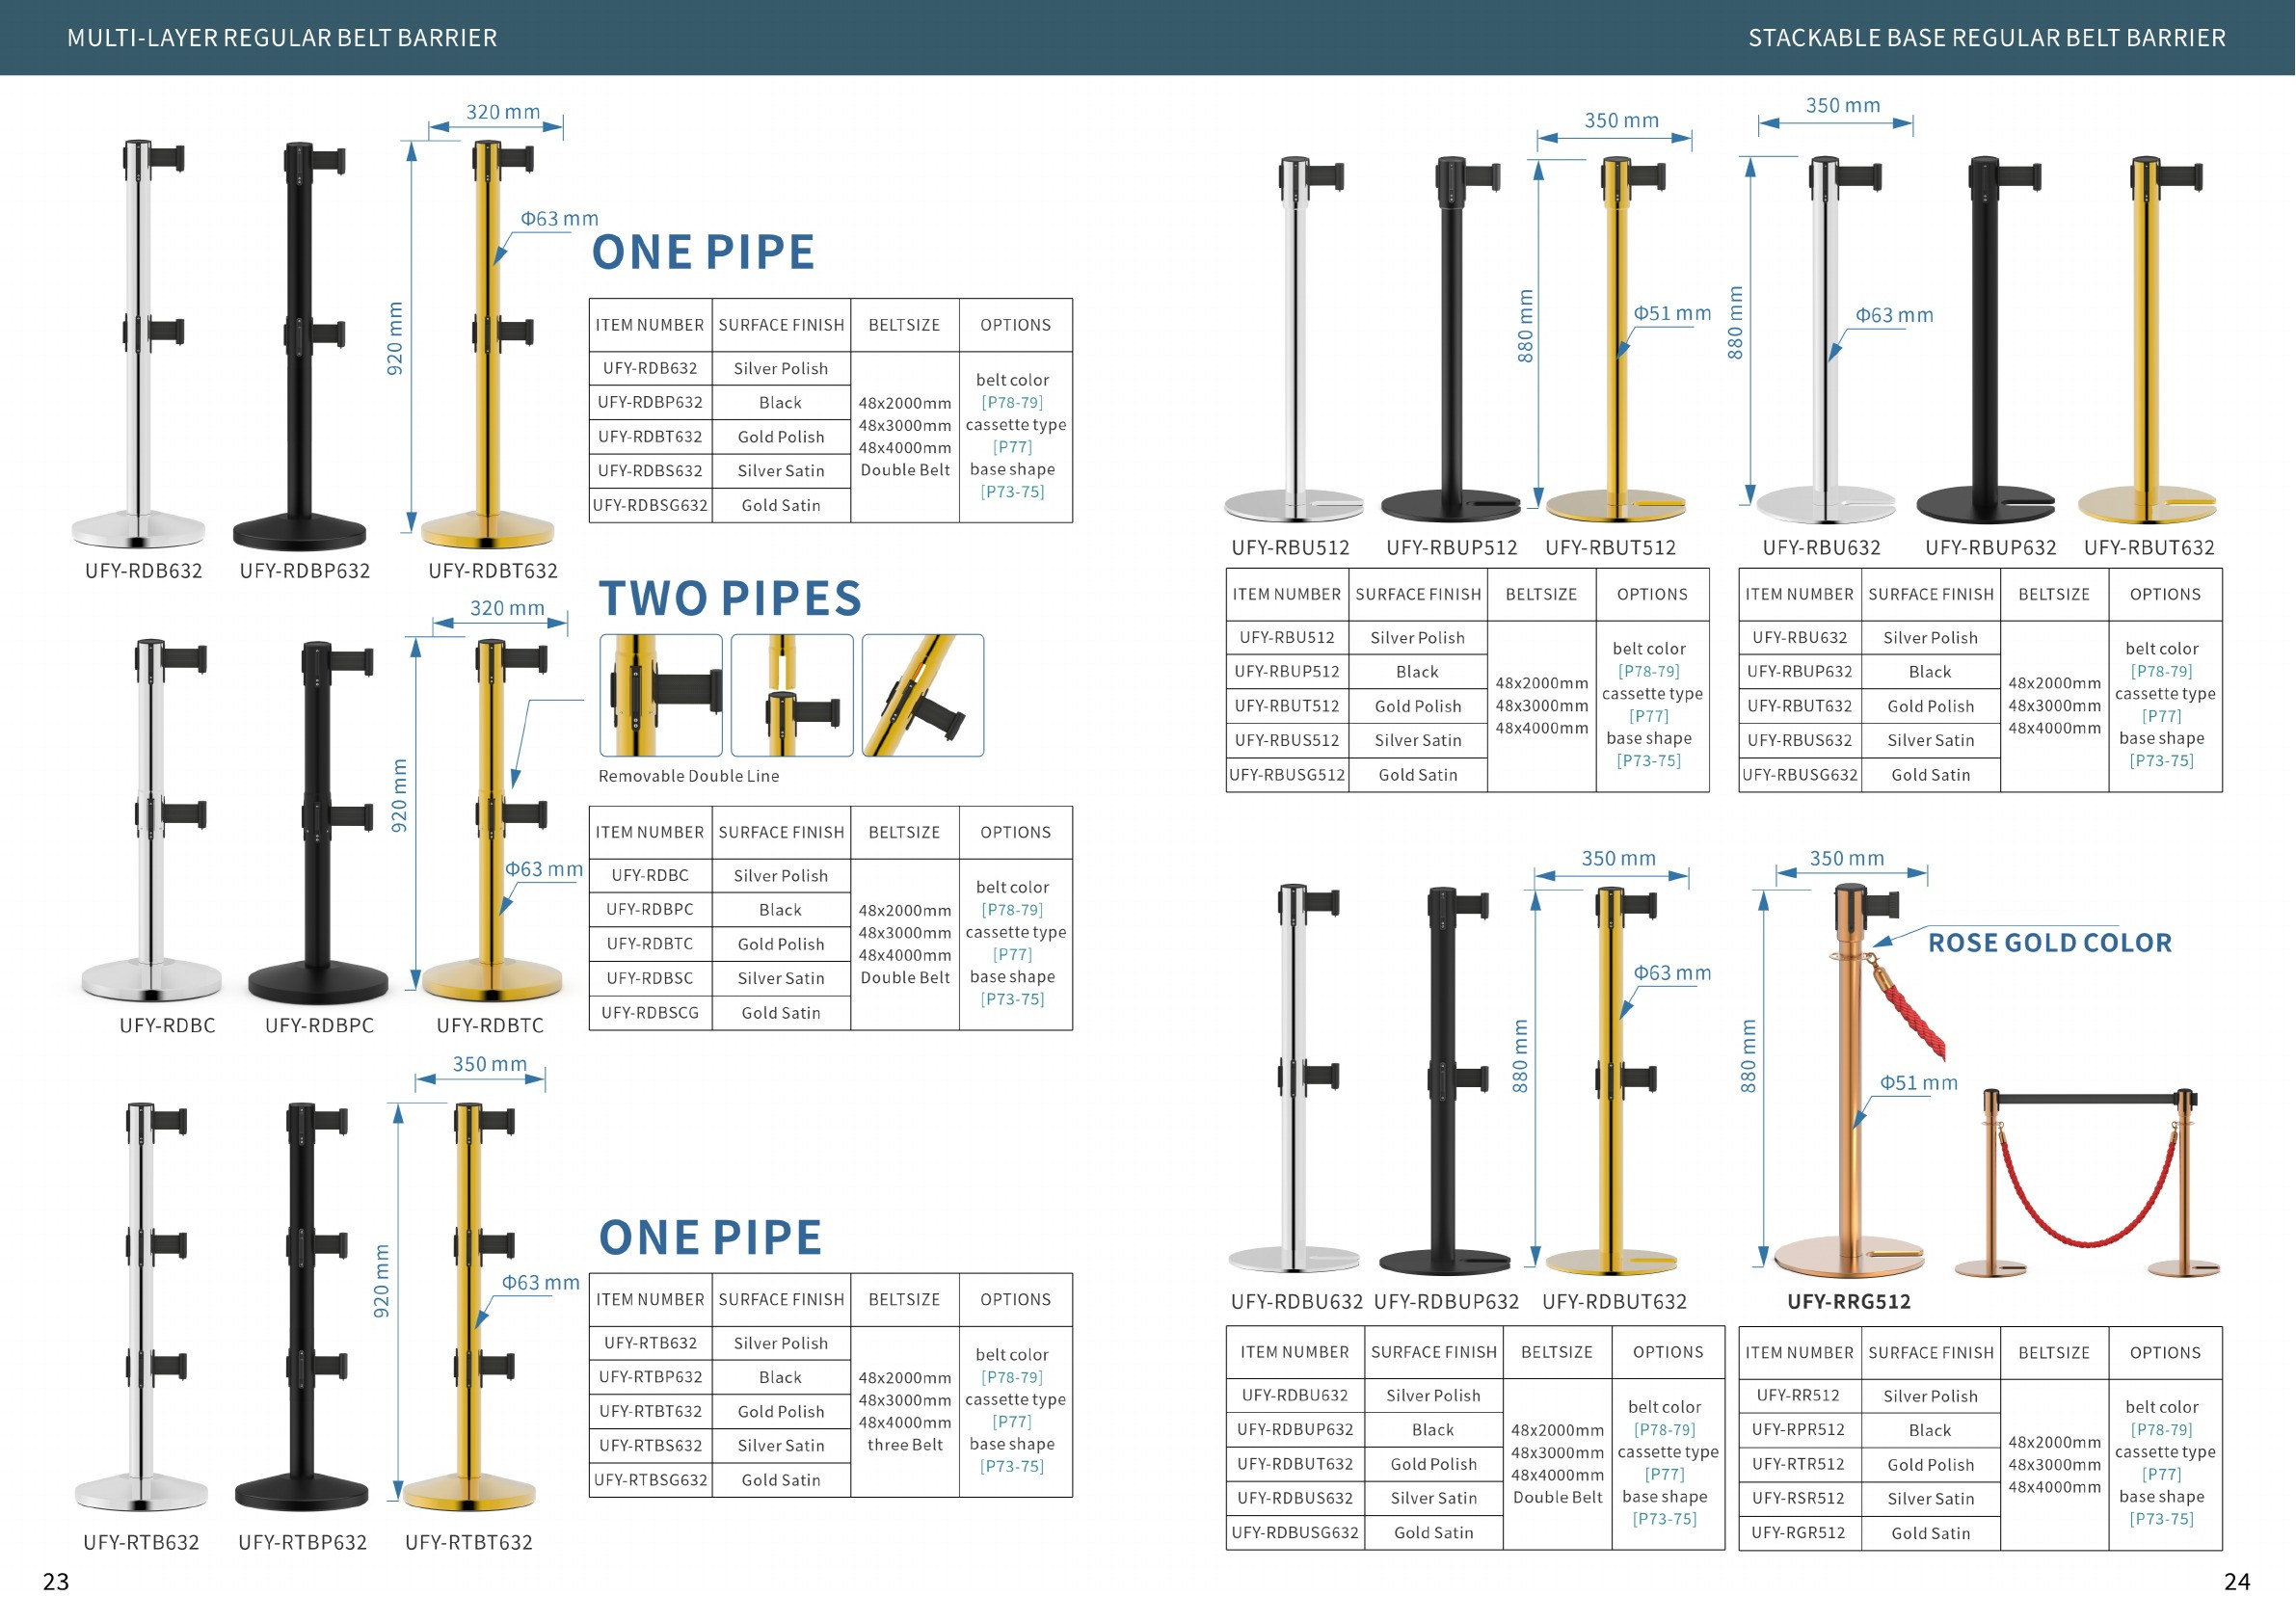 MULTI-LAYER REGULAR BELT BARRIER
320 mm
Φ63 mm
920 mm
UFY-RDB632
UFY-RDBP632
UFY-RDBT632
ONE PIPE
ITEM NUMBER SURFACE FINISH BELTSIZE OPTIONS
UFY-RDB632 Silver Polish
UFY-RDBP632 Black
UFY-RDBT632 Gold Polish
UFY-RDBS632 Silver Satin
UFY-RDBSG632 Gold Satin
48x2000mm
48x3000mm
48x4000mm
Double Belt
belt color
[P78-79]
cassette type
[P77]
base shape
[P73-75]
320 mm
920 mm
Φ63 mm
UFY-RDBC
UFY-RDBPC
UFY-RDBTC
TWO PIPES
Removable Double Line
ITEM NUMBER SURFACE FINISH BELTSIZE OPTIONS
UFY-RDBC Silver Polish
UFY-RDBPC Black
UFY-RDBTC Gold Polish
UFY-RDBSC Silver Satin
UFY-RDBSCG Gold Satin
48x2000mm
48x3000mm
48x4000mm
Double Belt
belt color
[P78-79]
cassette type
[P77]
base shape
[P73-75]
350 mm
920 mm
Φ63 mm
UFY-RTB632
UFY-RTBP632
UFY-RTBT632
ONE PIPE
ITEM NUMBER SURFACE FINISH BELTSIZE OPTIONS
UFY-RTB632 Silver Polish
UFY-RTBP632 Black
UFY-RTBT632 Gold Polish
UFY-RTBS632 Silver Satin
UFY-RTBSG632 Gold Satin
48x2000mm
48x3000mm
48x4000mm
three Belt
belt color
[P78-79]
cassette type
[P77]
base shape
[P73-75]
23
STACKABLE BASE REGULAR BELT BARRIER
350 mm
880 mm
Φ51 mm
UFY-RBU512
UFY-RBUP512
UFY-RBUT512
ITEM NUMBER SURFACE FINISH BELTSIZE OPTIONS
UFY-RBU512 Silver Polish
UFY-RBUP512 Black
UFY-RBUT512 Gold Polish
UFY-RBUS512 Silver Satin
UFY-RBUSG512 Gold Satin
48x2000mm
48x3000mm
48x4000mm
belt color
[P78-79]
cassette type
[P77]
base shape
[P73-75]
350 mm
880 mm
Φ63 mm
UFY-RBU632
UFY-RBUP632
UFY-RBUT632
ITEM NUMBER SURFACE FINISH BELTSIZE OPTIONS
UFY-RBU632 Silver Polish
UFY-RBUP632 Black
UFY-RBUT632 Gold Polish
UFY-RBUS632 Silver Satin
UFY-RBUSG632 Gold Satin
48x2000mm
48x3000mm
48x4000mm
belt color
[P78-79]
cassette type
[P77]
base shape
[P73-75]
350 mm
880 mm
Φ63 mm
UFY-RDBU632
UFY-RDBUP632
UFY-RDBUT632
ITEM NUMBER SURFACE FINISH BELTSIZE OPTIONS
UFY-RDBU632 Silver Polish
UFY-RDBUP632 Black
UFY-RDBUT632 Gold Polish
UFY-RDBUS632 Silver Satin
UFY-RDBUSG632 Gold Satin
48x2000mm
48x3000mm
48x4000mm
Double Belt
belt color
[P78-79]
cassette type
[P77]
base shape
[P73-75]
350 mm
880 mm
ROSE GOLD COLOR
Φ51 mm
UFY-RRG512
ITEM NUMBER SURFACE FINISH BELTSIZE OPTIONS
UFY-RR512 Silver Polish
UFY-RPR512 Black
UFY-RTR512 Gold Polish
UFY-RSR512 Silver Satin
UFY-RGR512 Gold Satin
48x2000mm
48x3000mm
48x4000mm
belt color
[P78-79]
cassette type
[P77]
base shape
[P73-75]
24